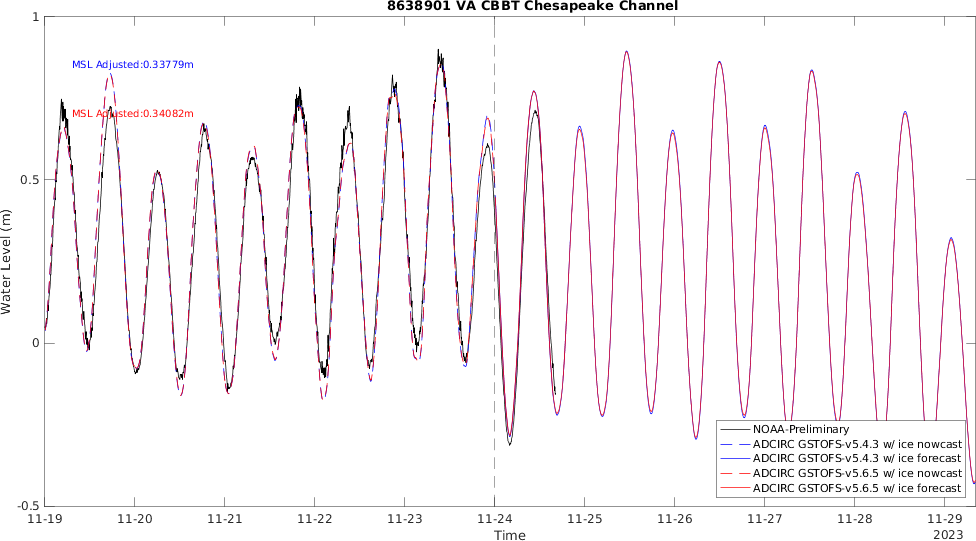 8638901 VA CBBT Chesapeake Channel
1
MSL Adjusted:0.33779m
MSL Adjusted:0.34082m
0.5
Water Level (m)
0
NOAA-Preliminary
ADCIRC GSTOFS-v5.4.3 w/ ice nowcast
ADCIRC GSTOFS-v5.4.3 w/ ice forecast
ADCIRC GSTOFS-v5.6.5 w/ ice nowcast
ADCIRC GSTOFS-v5.6.5 w/ ice forecast
-0.5
11-19 11-20 11-21 11-22 11-23 11-24 11-25 11-26 11-27 11-28 11-29
Time 2023